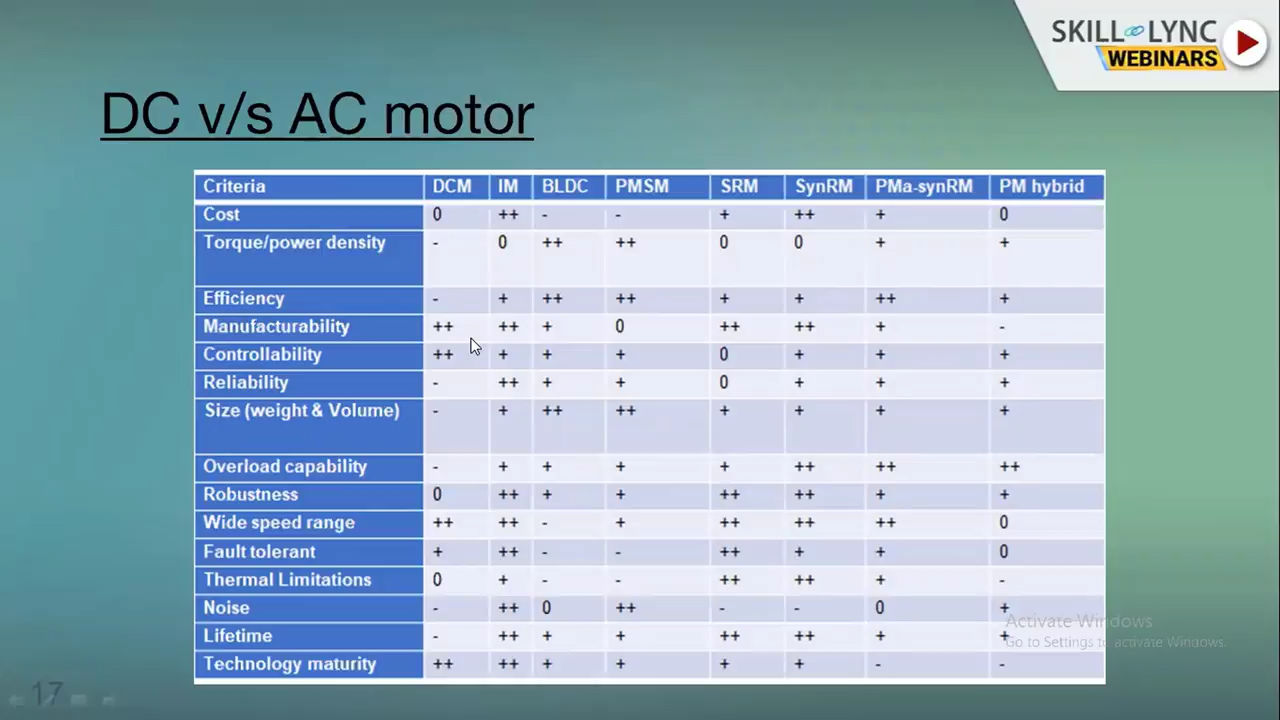 SKILL LYNC
WEBINARS
DC v/s AC motor
Criteria DCM IM BLDC PMSM SRM SynRM PMa-synRM PM hybrid
Cost 0 ++ - - + ++ + 0
Torque/power density - 0 ++ ++ 0 0 + +
Efficiency - + ++ ++ + + ++ +
Manufacturability ++ ++ + 0 ++ ++ + -
Controllability ++ + + + 0 + + +
Reliability - ++ + + 0 + + +
Size (weight & Volume) - + ++ ++ + + + +
Overload capability - + + + + ++ ++ ++
Robustness 0 ++ + + ++ ++ + +
Wide speed range ++ ++ - + ++ ++ ++ 0
Fault tolerant + ++ - - ++ + + 0
Thermal Limitations 0 + - - ++ ++ + -
Noise - ++ 0 ++ - - 0 +
Lifetime - ++ + + ++ ++ + +
Technology maturity ++ ++ + + + + - -
Activate Windows
Go to Settings to activate Windows.
17